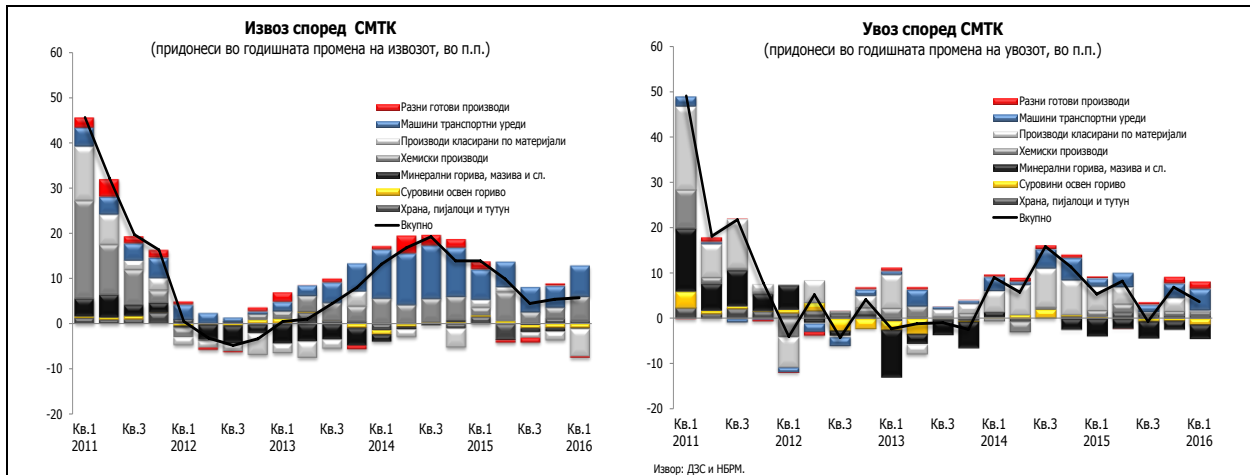 Извоз според СМТК
(придонеси во годишната промена на извозот, во п.п.)
60
50
40
30
20
10
0
-10
-20
Разни готови производи
Машини транспортни уреди
Производи класирани по материјали
Хемиски производи
Минерални горива, мазива и сл.
Суровини освен гориво
Храна, пијалоци и тутун
Вкупно
Кв.1 Кв.3 Кв.1 Кв.3 Кв.1 Кв.3 Кв.1 Кв.3 Кв.1 Кв.3 Кв.1
2011 2012 2013 2014 2015 2016
Увоз според СМТК
(придонеси во годишната промена на увозот, во п.п.)
60
50
40
30
20
10
0
-10
-20
Разни готови производи
Машини транспортни уреди
Производи класирани по материјали
Хемиски производи
Минерални горива, мазива и сл.
Суровини освен гориво
Храна, пијалоци и тутун
Вкупно
Кв.1 Кв.3 Кв.1 Кв.3 Кв.1 Кв.3 Кв.1 Кв.3 Кв.1 Кв.3 Кв.1
2011 2012 2013 2014 2015 2016
Извор: ДЗС и НБРМ.